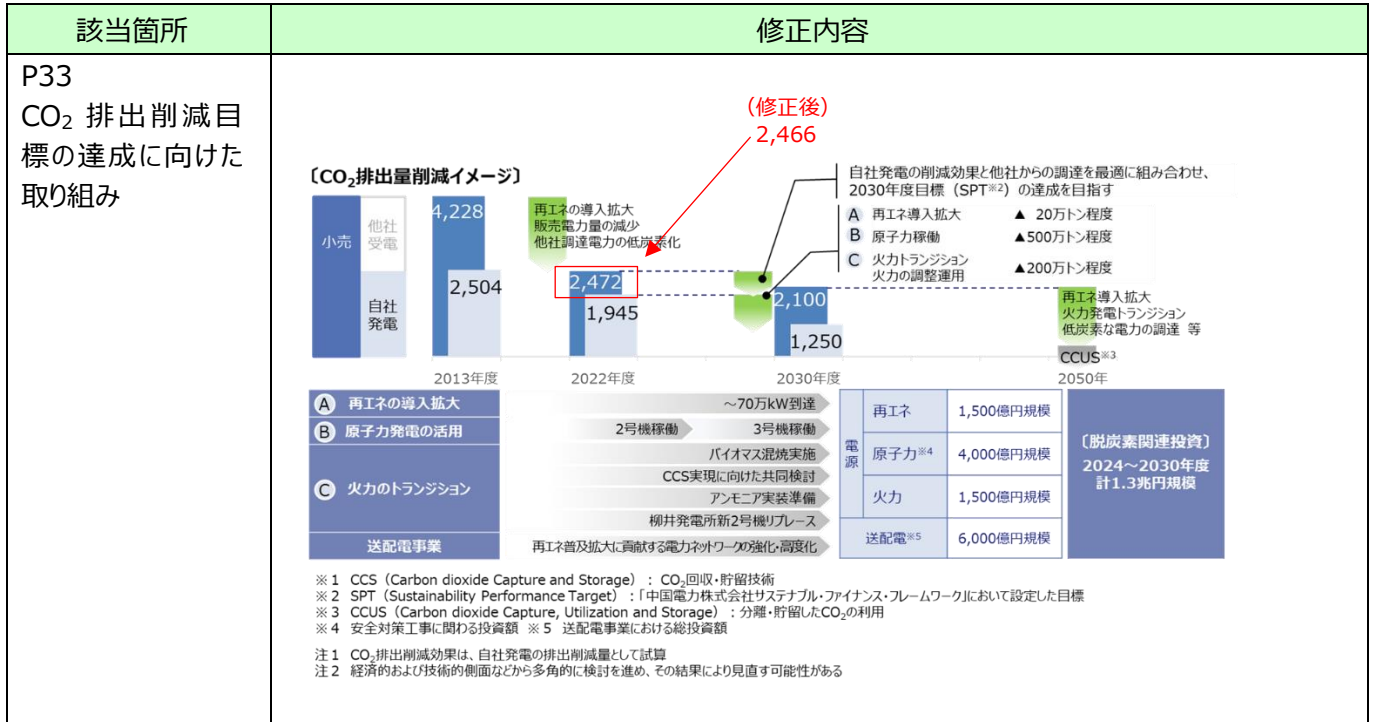 該当箇所
修正内容
P33
CO₂ 排出削減目
標の達成に向けた
取り組み
（修正後）
2,466
〔CO₂排出量削減イメージ〕
自社発電の削減効果と他社からの調達を最適に組み合わせ、
2030年度目標（SPT※2）の達成を目指す
A 再エネ導入拡大 ▲ 20万トン程度
B 原子力稼働 ▲500万トン程度
C 火力トランジション
火力の調整運用 ▲200万トン程度
小売
他社
受電
自社
発電
4,228
2,504
再エネの導入拡大
販売電力量の減少
他社調達電力の低炭素化
2,472
1,945
2,100
1,250
再エネ導入拡大
火力発電トランジション
低炭素な電力の調達 等
CCUS※3
2013年度 2022年度 2030年度 2050年
A 再エネの導入拡大
～70万kW到達
B 原子力発電の活用
2号機稼働 3号機稼働
C 火力のトランジション
バイオマス混焼実施
CCS実現に向けた共同検討
アンモニア実装準備
柳井発電所新2号機リプレース
送配電事業
再エネ普及拡大に貢献する電力ネットワークの強化・高度化
電源
再エネ 1,500億円規模
原子力※4 4,000億円規模
火力 1,500億円規模
送配電※5 6,000億円規模
〔脱炭素関連投資〕
2024～2030年度
計1.3兆円規模
※1 CCS（Carbon dioxide Capture and Storage）：CO₂回収・貯留技術
※2 SPT（Sustainability Performance Target）：「中国電力株式会社サステナブル・ファイナンス・フレームワーク」において設定した目標
※3 CCUS（Carbon dioxide Capture, Utilization and Storage）：分離・貯留したCO₂の利用
※4 安全対策工事に関わる投資額 ※5 送配電事業における総投資額
注1 CO₂排出削減効果は、自社発電の排出削減量として試算
注2 経済的および技術的側面などから多角的に検討を進め、その結果により見直す可能性がある